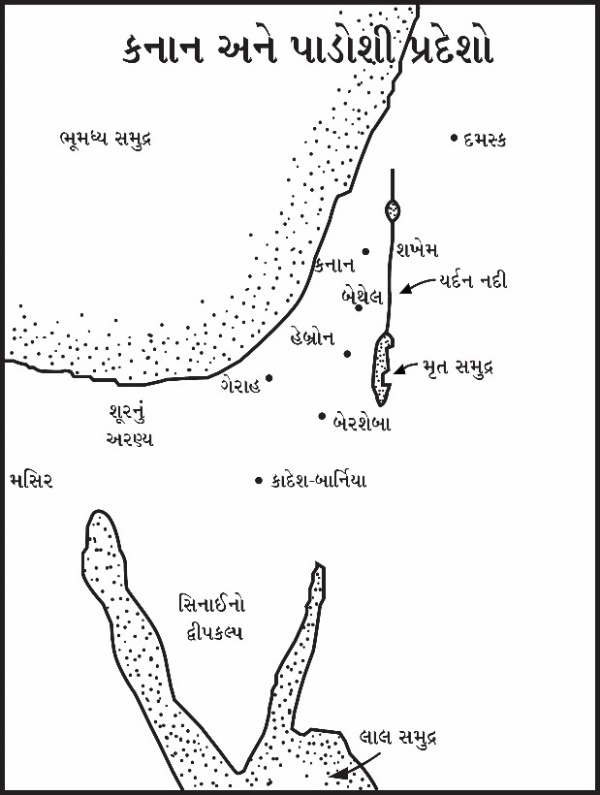 કનાન અને પાડોશી પ્રદેશો
ભૂમધ્ય સમુદ્ર
દમસ્ક
શખેમ
કનાન
યર્દન નદી
બેથેલ
હેબ્રોન
મૃત સમુદ્ર
ગેરાહ
શૂરનું
અરણ્ય
બેરશેબા
મસિર
કાદેશ-બાર્નિયા
સિનાઈનો
દ્વીપકલ્પ
લાલ સમુદ્ર